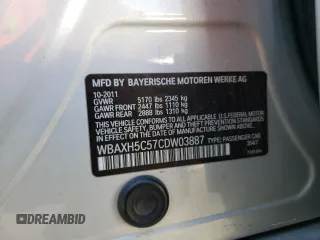 MFD BY BAYERISCHE MOTOREN WERKE AG
10-2011
GVWR 5170 lbs 2345 kg
GAWR FRONT 2447 lbs 1110 kg
GAWR REAR 2888 lbs 1310 kg
THIS VEHICLE CONFORMS TO ALL APPLICABLE
FEDERAL MOTOR VEHICLE SAFETY, BUMPER,
AND THEFT PREVENTION STANDARDS
IN EFFECT ON THE DATE OF
MANUFACTURE SHOWN ABOVE.
WBAXH5C57CDW03887 TYPE: PASSENGER CAR
DREAMBID